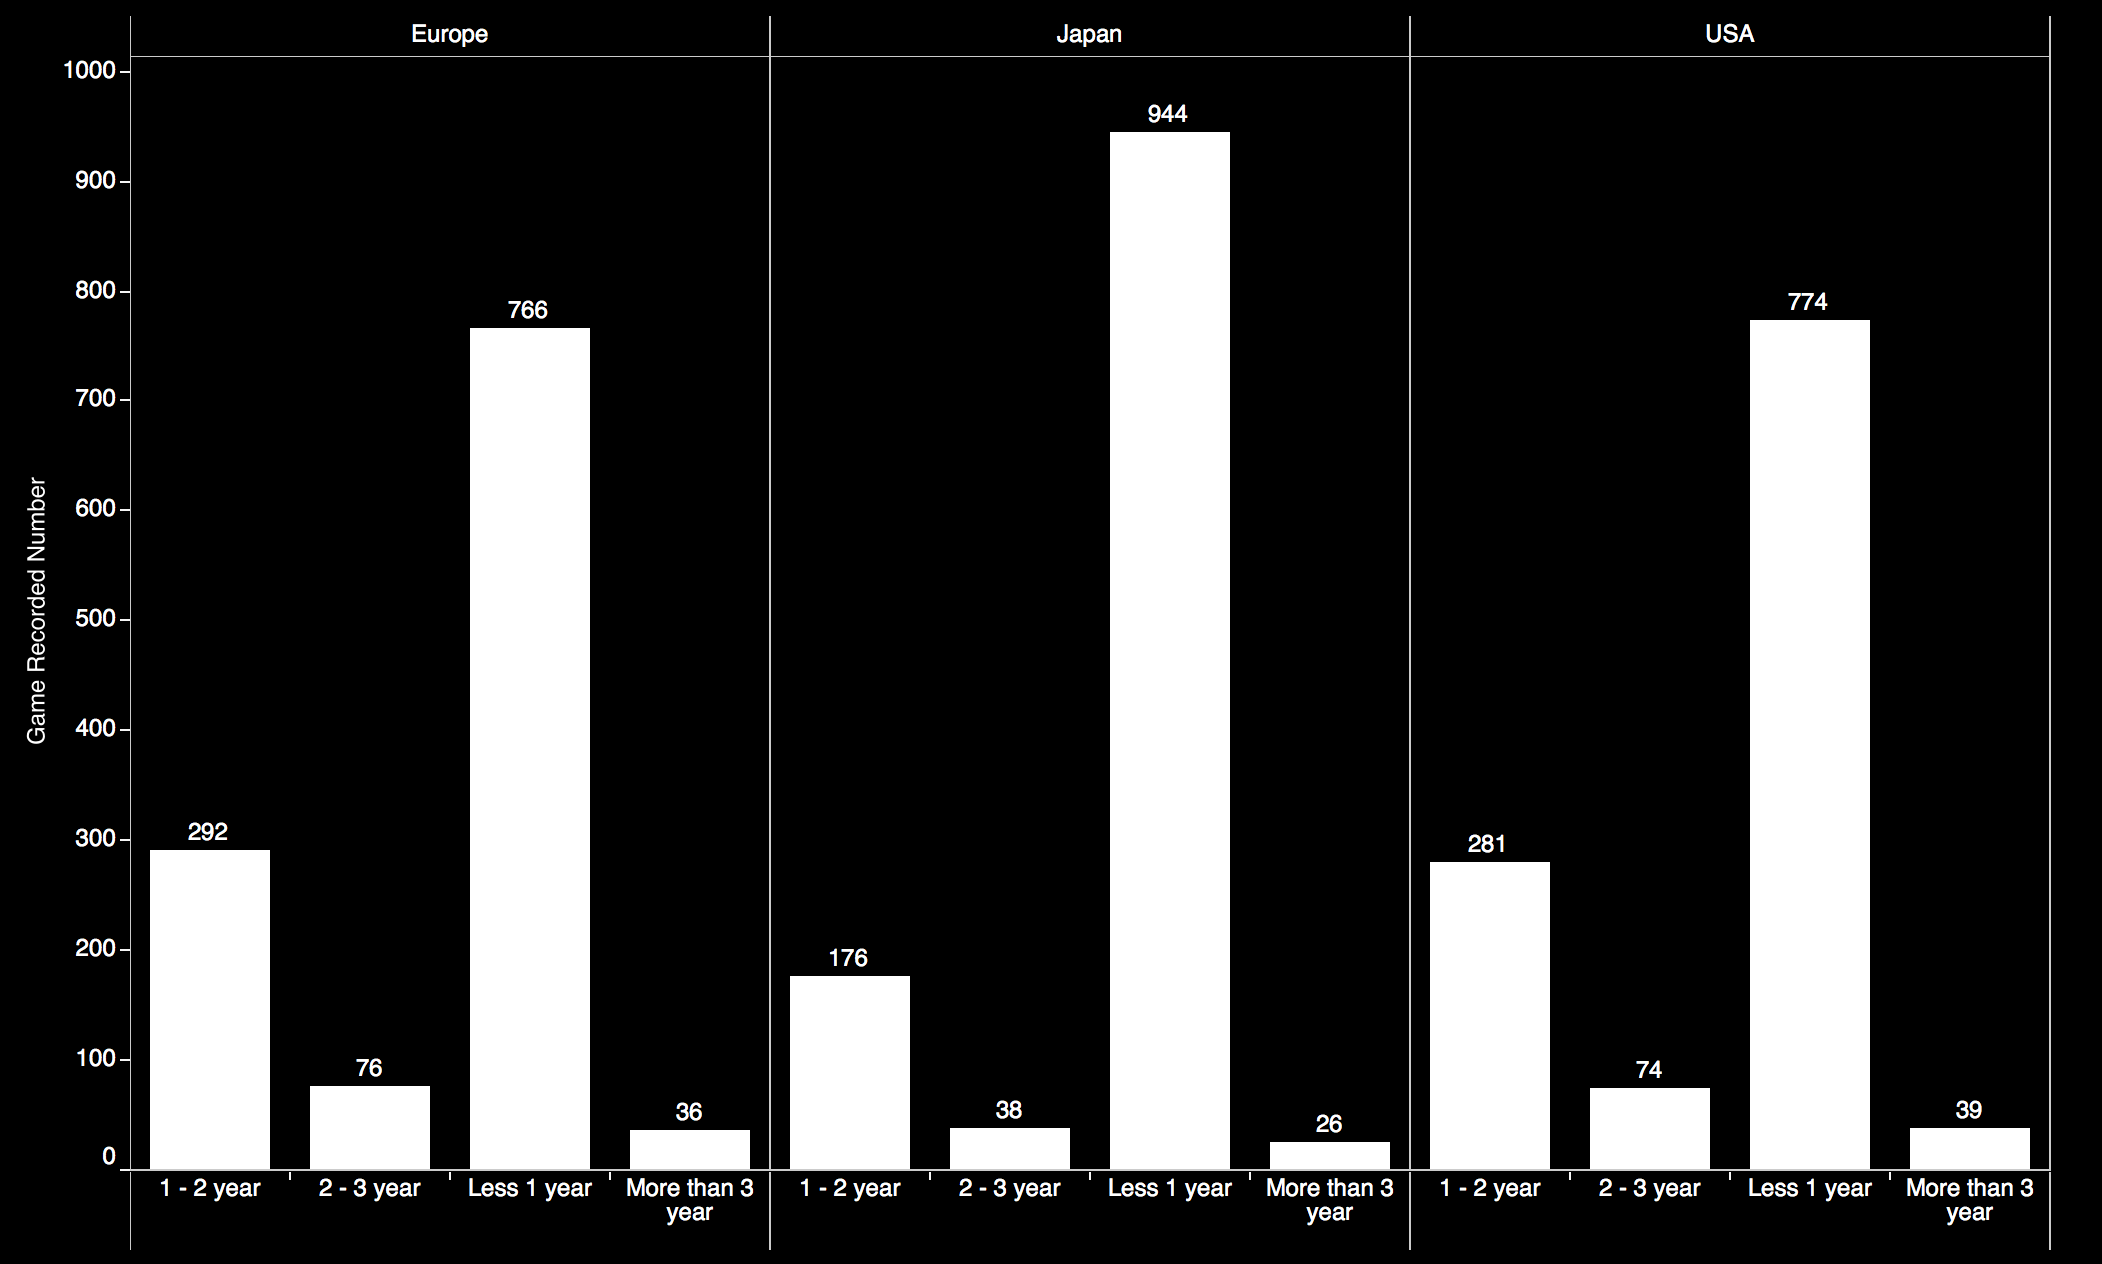 Europe
Japan
USA
Game Recorded Number
1000
900
800
700
600
500
400
300
200
100
0
292
76
766
36
176
38
944
26
281
74
774
39
1 - 2 year
2 - 3 year
Less 1 year
More than 3
year
1 - 2 year
2 - 3 year
Less 1 year
More than 3
year
1 - 2 year
2 - 3 year
Less 1 year
More than 3
year